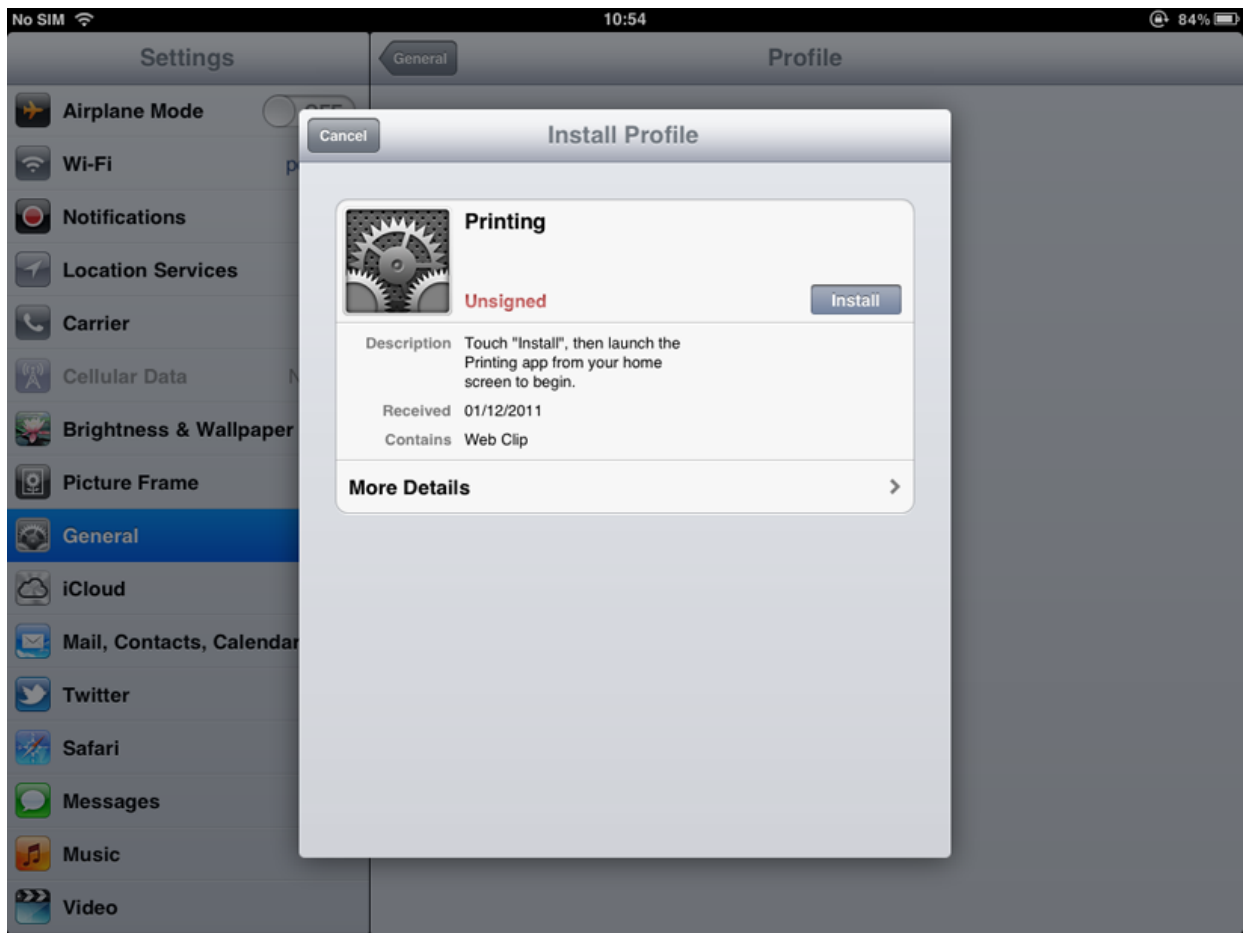 No SIM
10:54
84%
Settings
General
Profile
Airplane Mode
Wi-Fi
Notifications
Location Services
Carrier
Cellular Data
Brightness & Wallpaper
Picture Frame
General
iCloud
Mail, Contacts, Calendar
Twitter
Safari
Messages
Music
Video
Cancel
Install Profile
Printing
Unsigned
Install
Description Touch "Install", then launch the
Printing app from your home
screen to begin.
Received 01/12/2011
Contains Web Clip
More Details